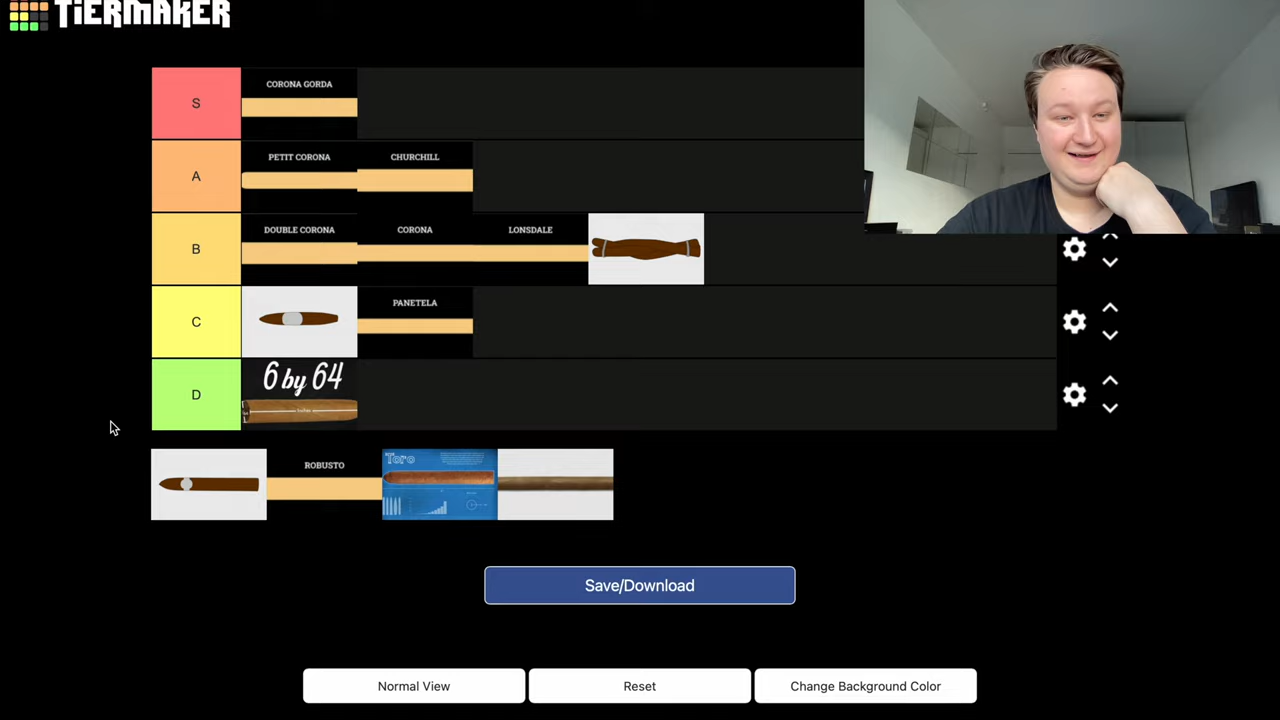 TIERMAKER
S
CORONA GORDA
A
PETIT CORONA
CHURCHILL
B
DOUBLE CORONA
CORONA
LONSDALE
C
PANETELA
D
6 by 64
ROBUSTO
Toro
Save/Download
Normal View
Reset
Change Background Color